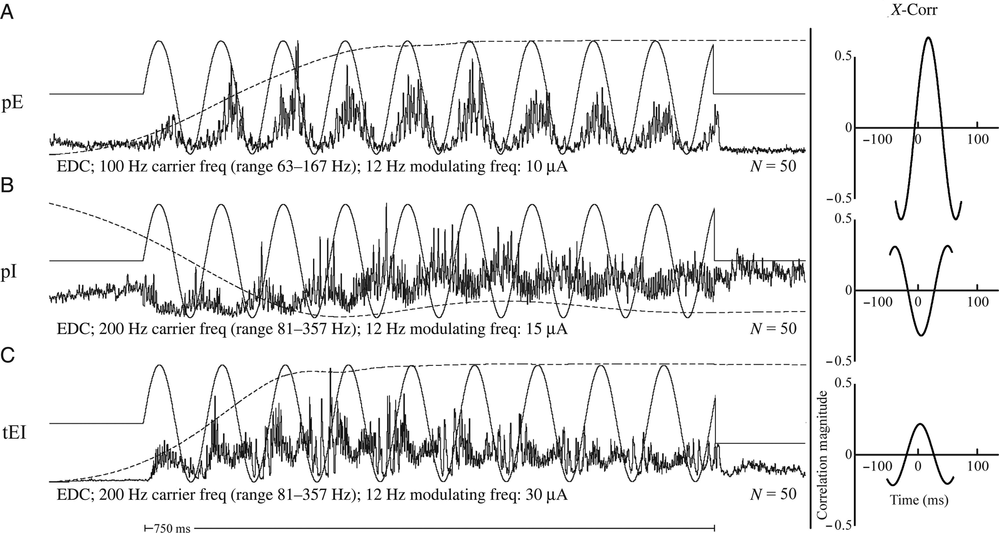 A
X-Corr
pE
0.5
0
−100 0 100
−0.5
EDC; 100 Hz carrier freq (range 63–167 Hz); 12 Hz modulating freq: 10 μA N = 50
B
pI
0.5
0
−100 0 100
−0.5
EDC; 200 Hz carrier freq (range 81–357 Hz); 12 Hz modulating freq: 15 μA N = 50
C
tEI
0.5
0
−100 0 100
−0.5
Correlation magnitude
Time (ms)
EDC; 200 Hz carrier freq (range 81–357 Hz); 12 Hz modulating freq: 30 μA N = 50
750 ms